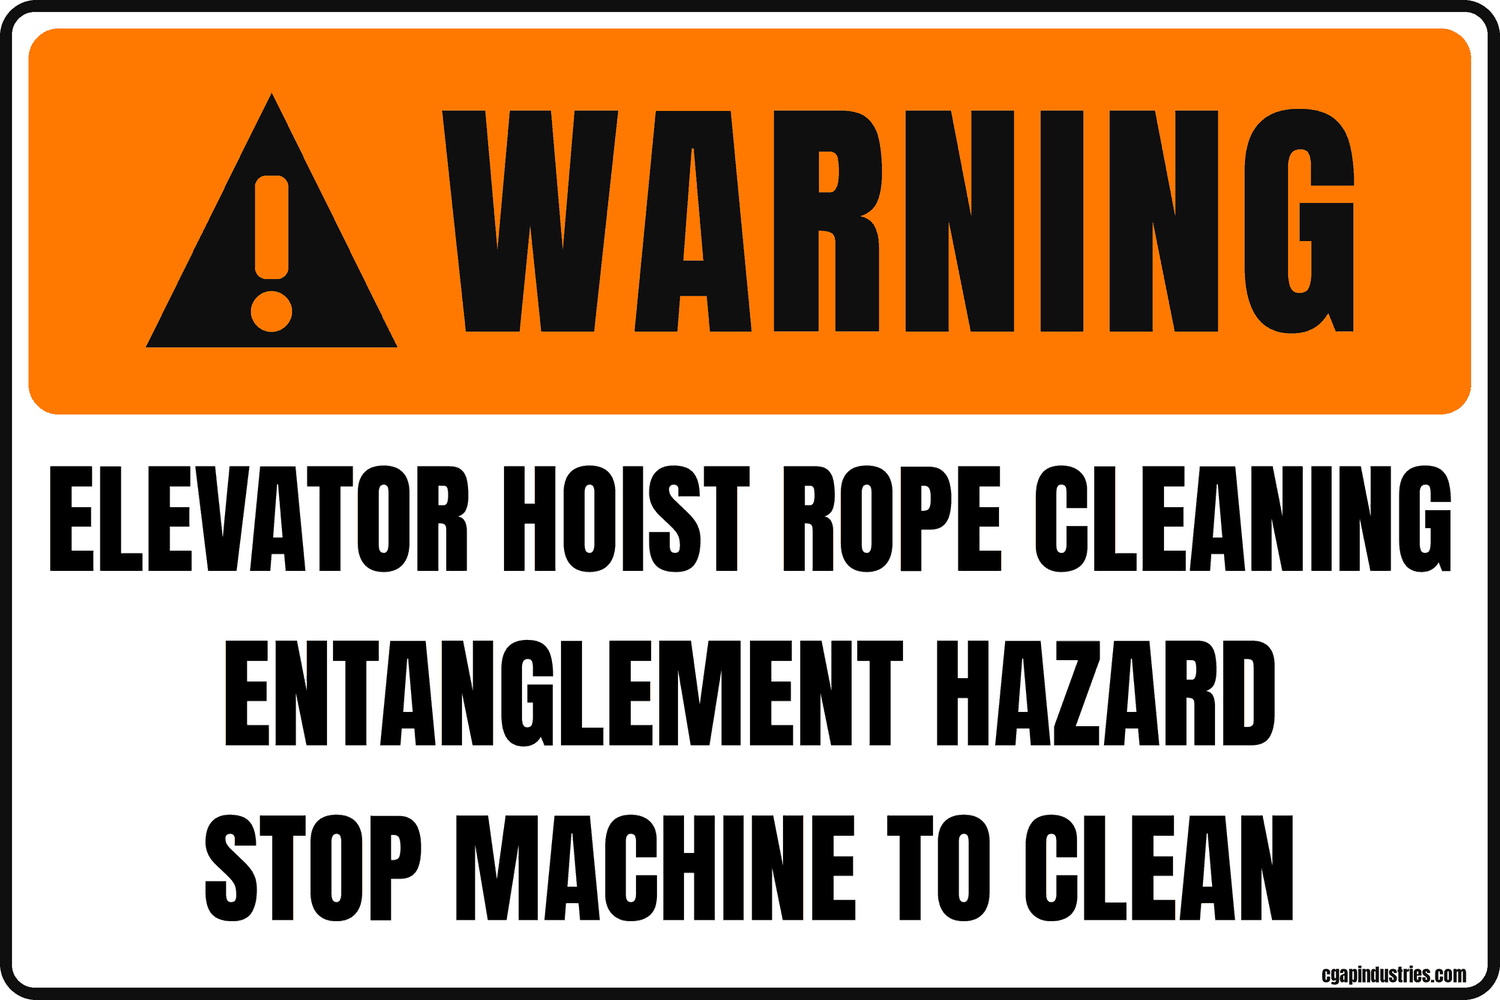 WARNING
ELEVATOR HOIST ROPE CLEANING
ENTANGLEMENT HAZARD
STOP MACHINE TO CLEAN
cgapindustries.com